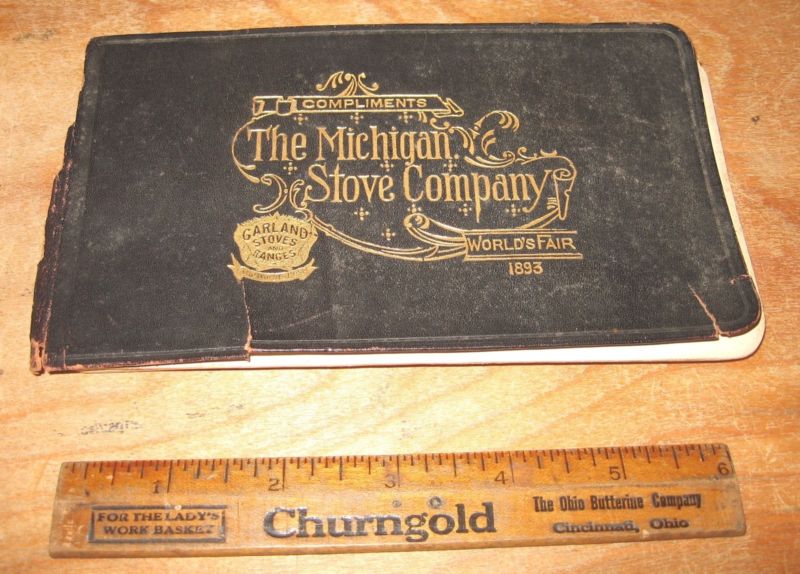 COMPLIMENTS
The Michigan
Stove Company
GARLAND
STOVES
AND
RANGES
WORLD'S FAIR
1893
1 2 3 4 5 6
FOR THE LADY'S
WORK BASKET
Churngold
The Ohio Butterine Company
Cincinnati, Ohio